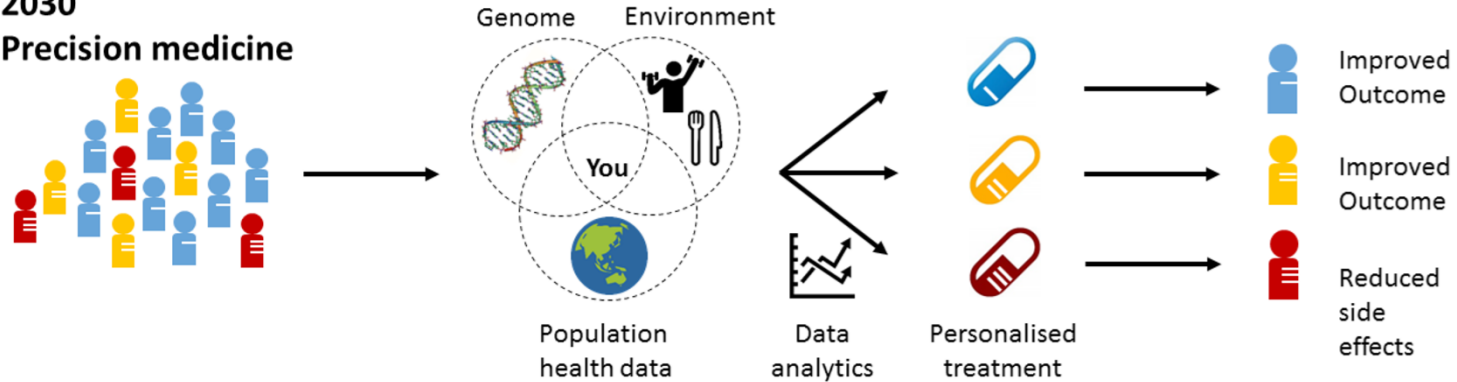 2030
Precision medicine
Genome
Environment
You
Population
health data
Data
analytics
Personalised
treatment
Improved
Outcome
Improved
Outcome
Reduced
side
effects